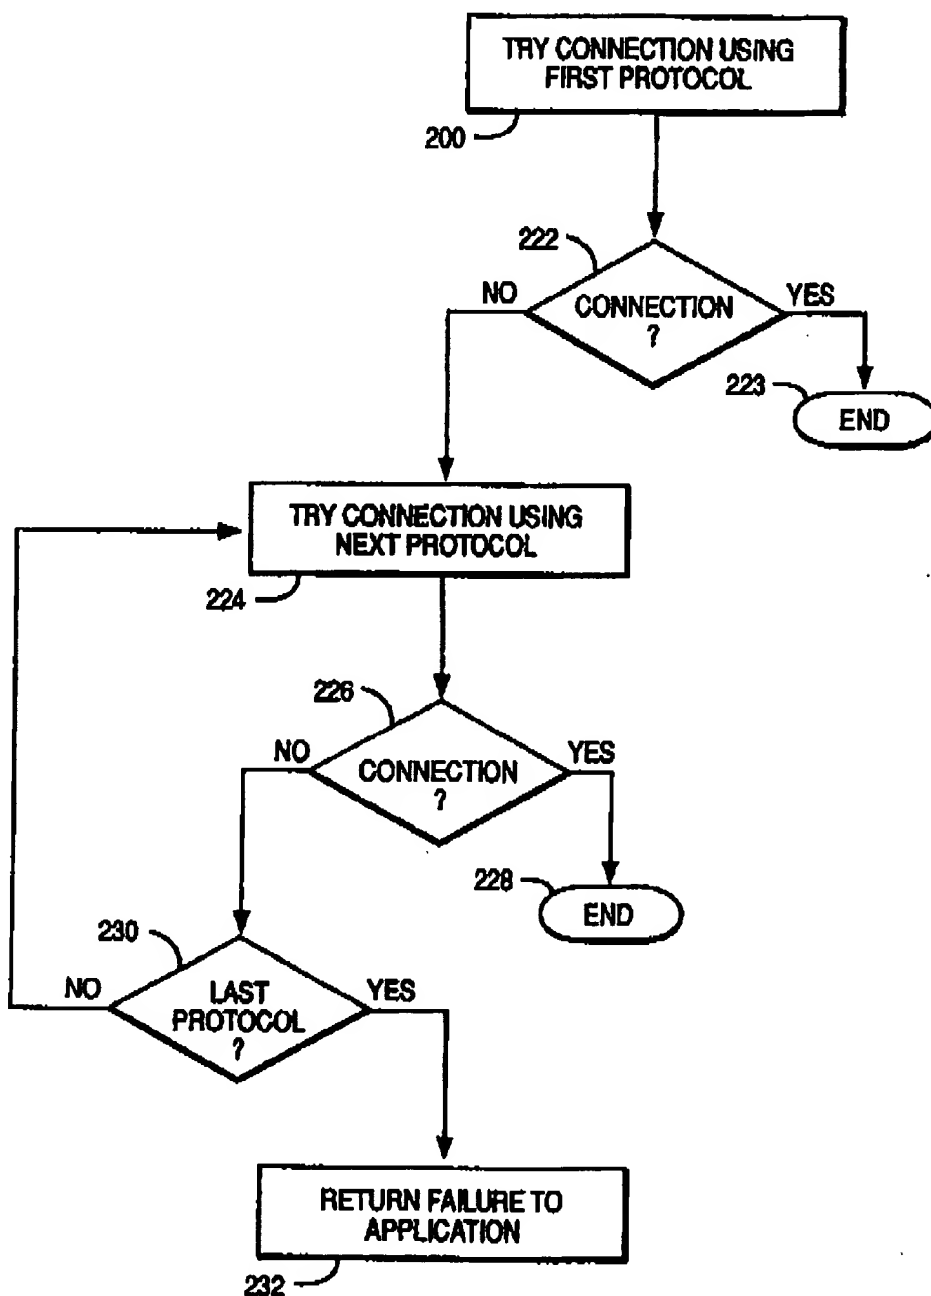 TRY CONNECTION USING
FIRST PROTOCOL
200
222
NO
CONNECTION
?
YES
223
END
TRY CONNECTION USING
NEXT PROTOCOL
224
226
NO
CONNECTION
?
YES
228
END
230
NO
LAST
PROTOCOL
?
YES
RETURN FAILURE TO
APPLICATION
232